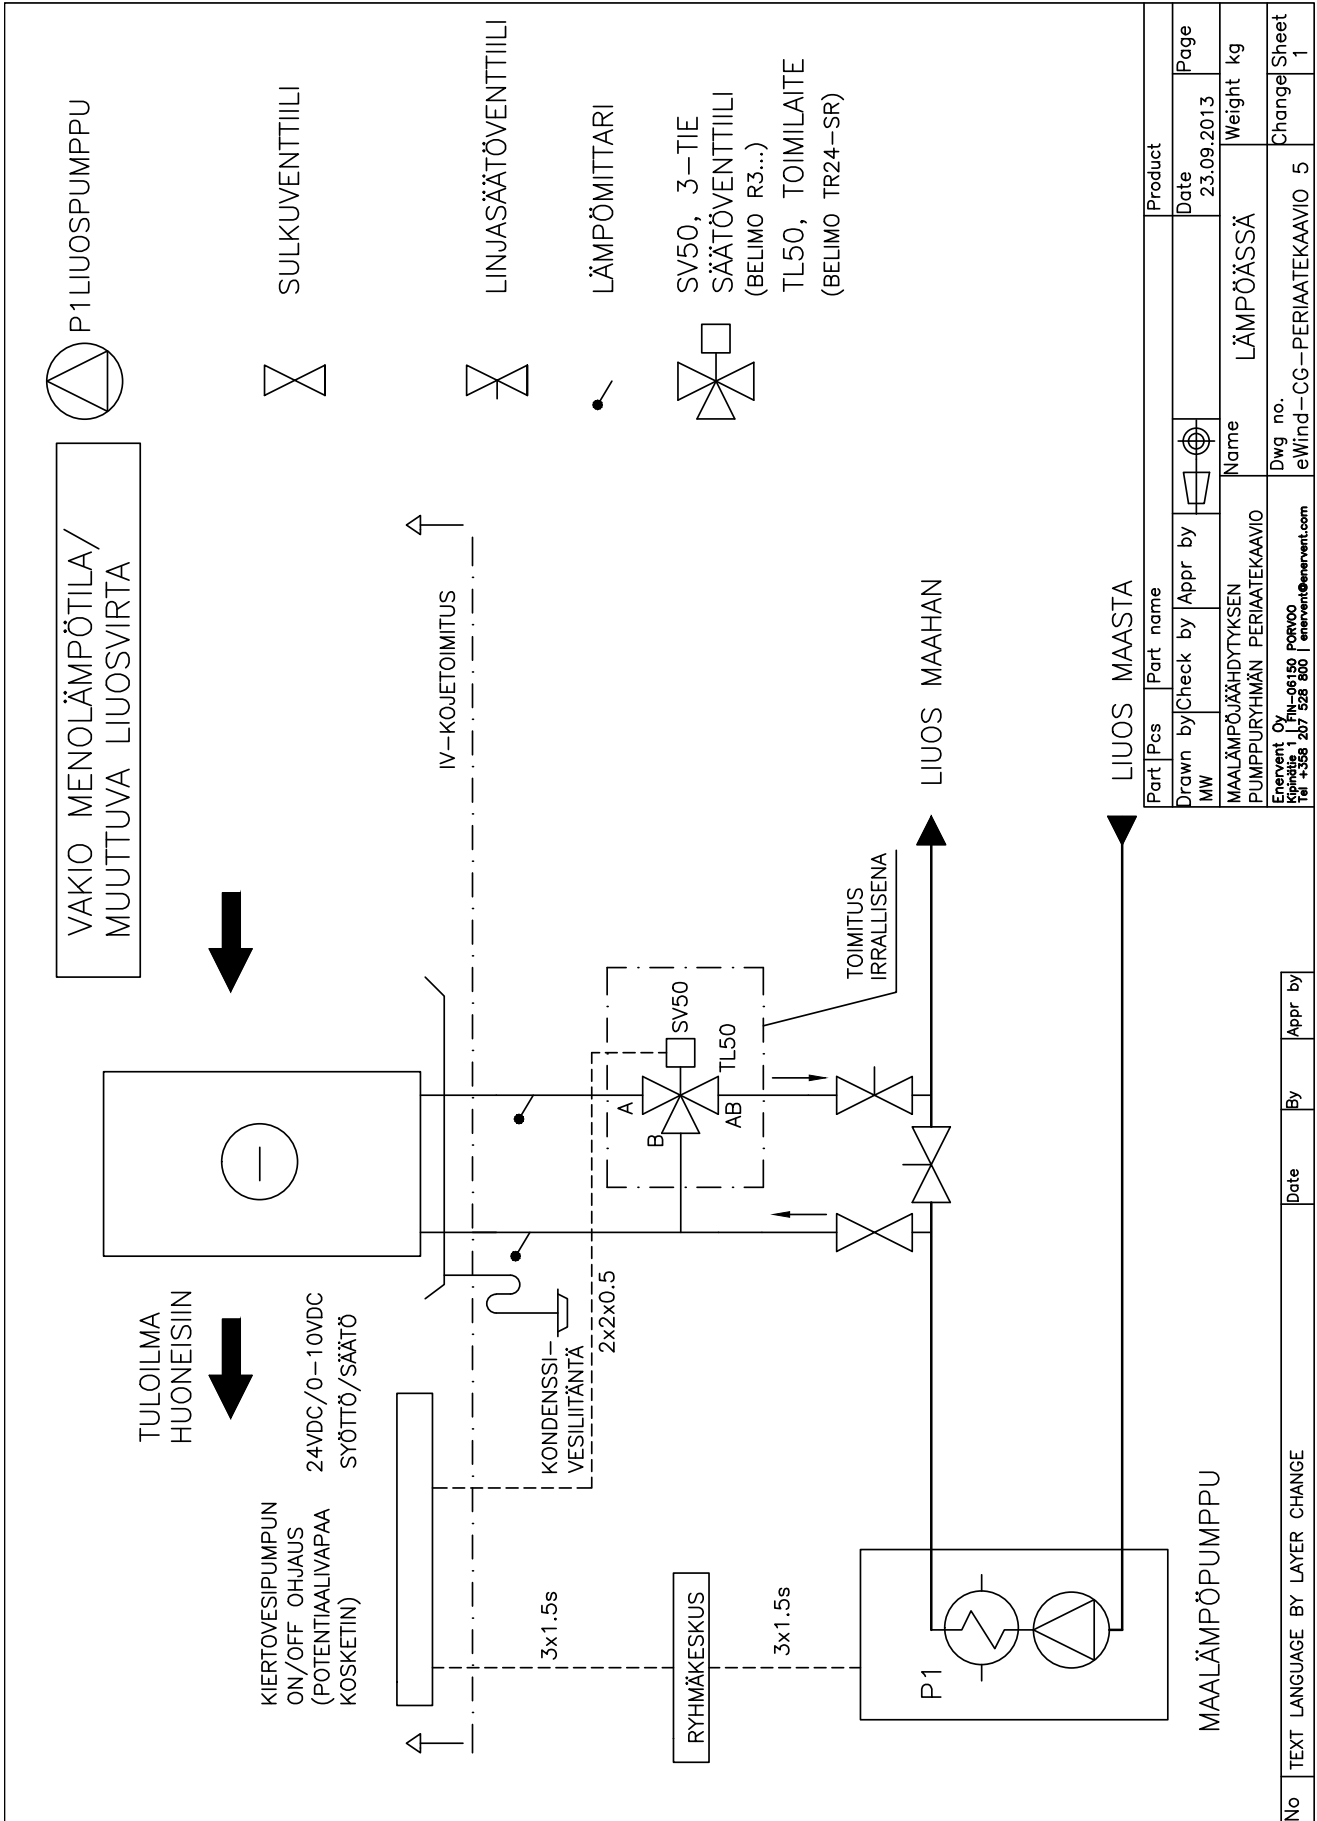 VAKIO MENOLÄMPÖTILA/
MUUTTUVA LIUOSVIRTA
P1 LIUOSPUMPPU
SULKUVENTTIILI
LINJASÄÄTÖVENTTIILI
LÄMPÖMITTARI
SV50, 3-TIE
SÄÄTÖVENTTIILI
(BELIMO R3...)
TL50, TOIMILAITE
(BELIMO TR24-SR)
TULOILMA
HUONEISIIN
24VDC/0-10VDC
SYÖTTÖ/SÄÄTÖ
KIERTOVESIPUMPUN
ON/OFF OHJAUS
(POTENTIAALIVAPAA
KOSKETIN)
IV-KOJETOIMITUS
KONDENSSI-
VESILIITÄNTÄ
2x2x0.5
3x1.5s
RYHMÄKESKUS
3x1.5s
A
B
AB
SV50
TL50
TOIMITUS
IRRALLISENA
LIUOS MAAHAN
LIUOS MAASTA
P1
MAALÄMPÖPUMPPU
No
TEXT LANGUAGE BY LAYER CHANGE
Date
By
Appr by
Part
Pcs
Part name
Product
Drawn by
MW
Check by
Appr by
Date
23.09.2013
Page
MAALÄMPÖJÄÄHDYTYKSEN
PUMPPURYHMÄN PERIAATEKAAVIO
Name
LÄMPÖÄSSÄ
Weight kg
Enervent Oy
Kipinätie 1 | FIN-06150 PORVOO
Tel +358 207 528 800 | enervent@enervent.com
Dwg no.
eWind-CG-PERIAATEKAAVIO 5
Change
Sheet
1